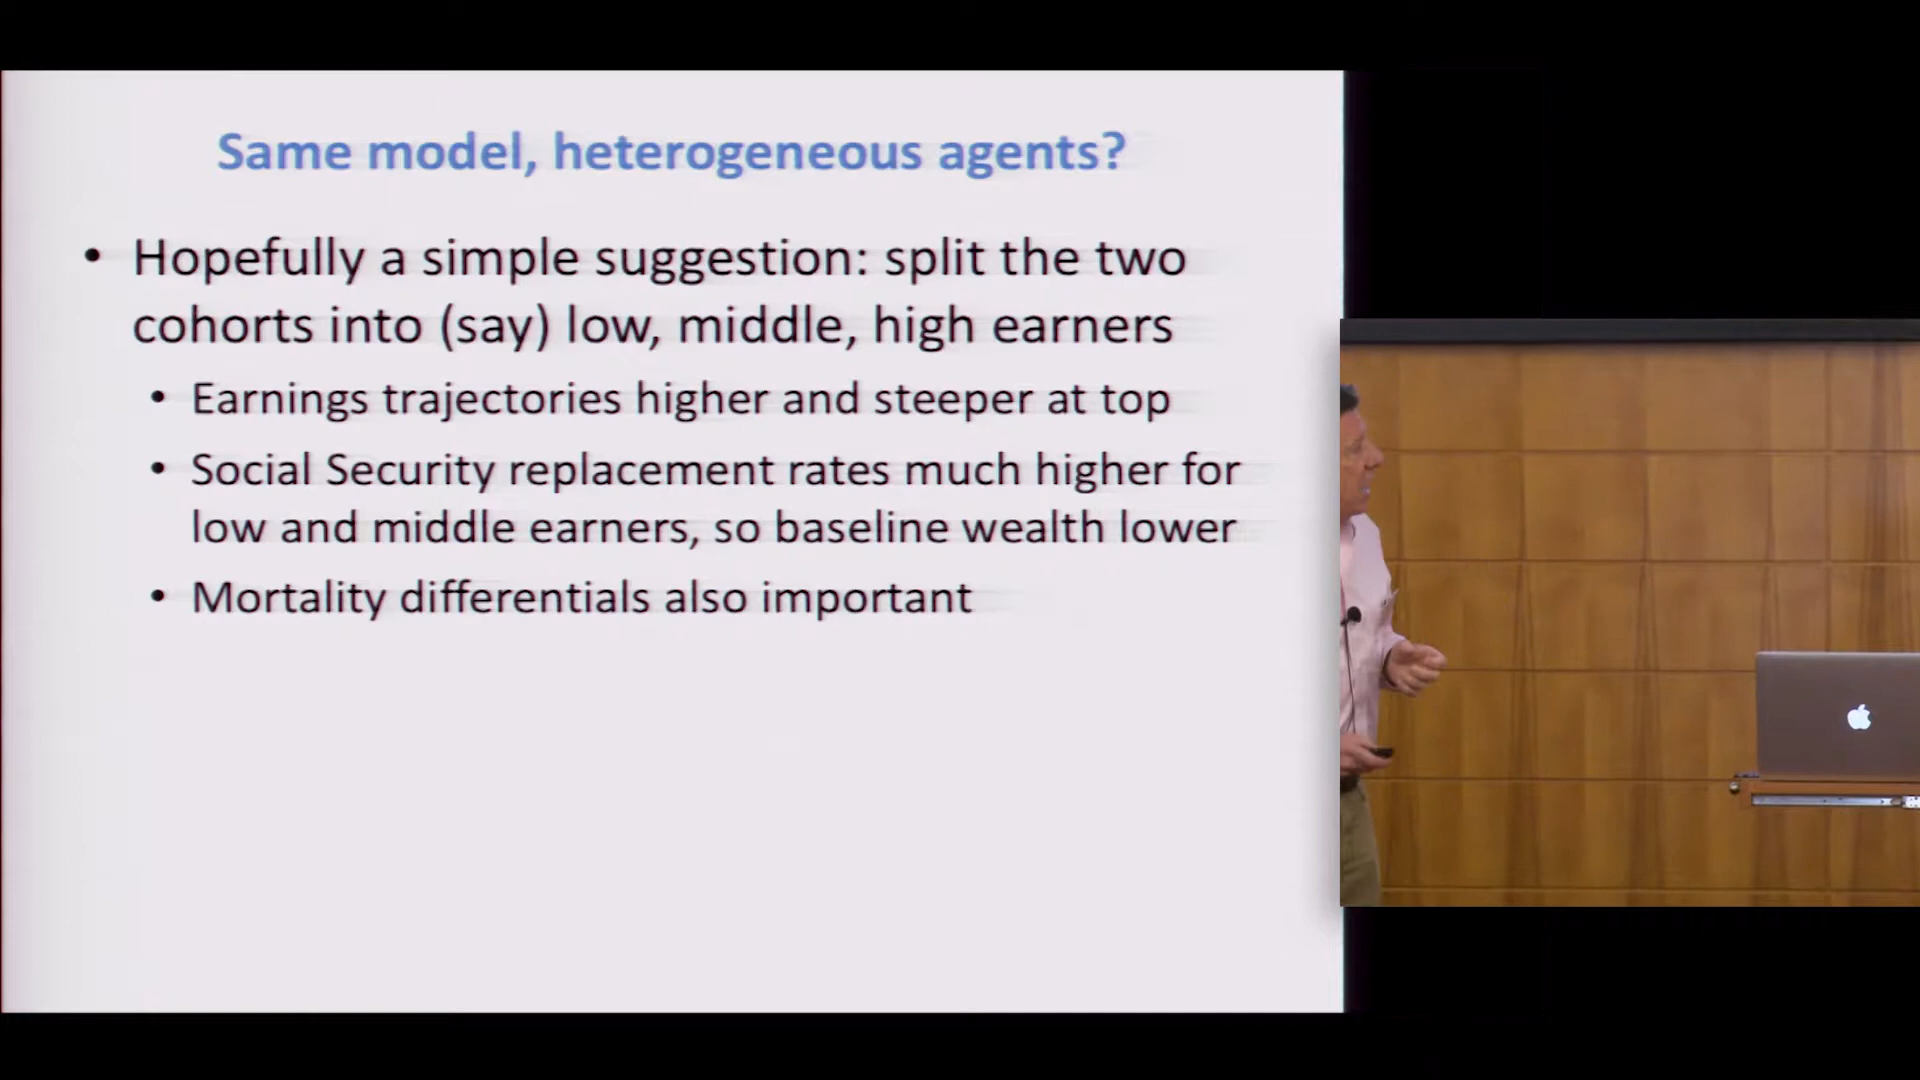 Same model, heterogeneous agents?
• Hopefully a simple suggestion: split the two
cohorts into (say) low, middle, high earners
• Earnings trajectories higher and steeper at top
• Social Security replacement rates much higher for
low and middle earners, so baseline wealth lower
• Mortality differentials also important